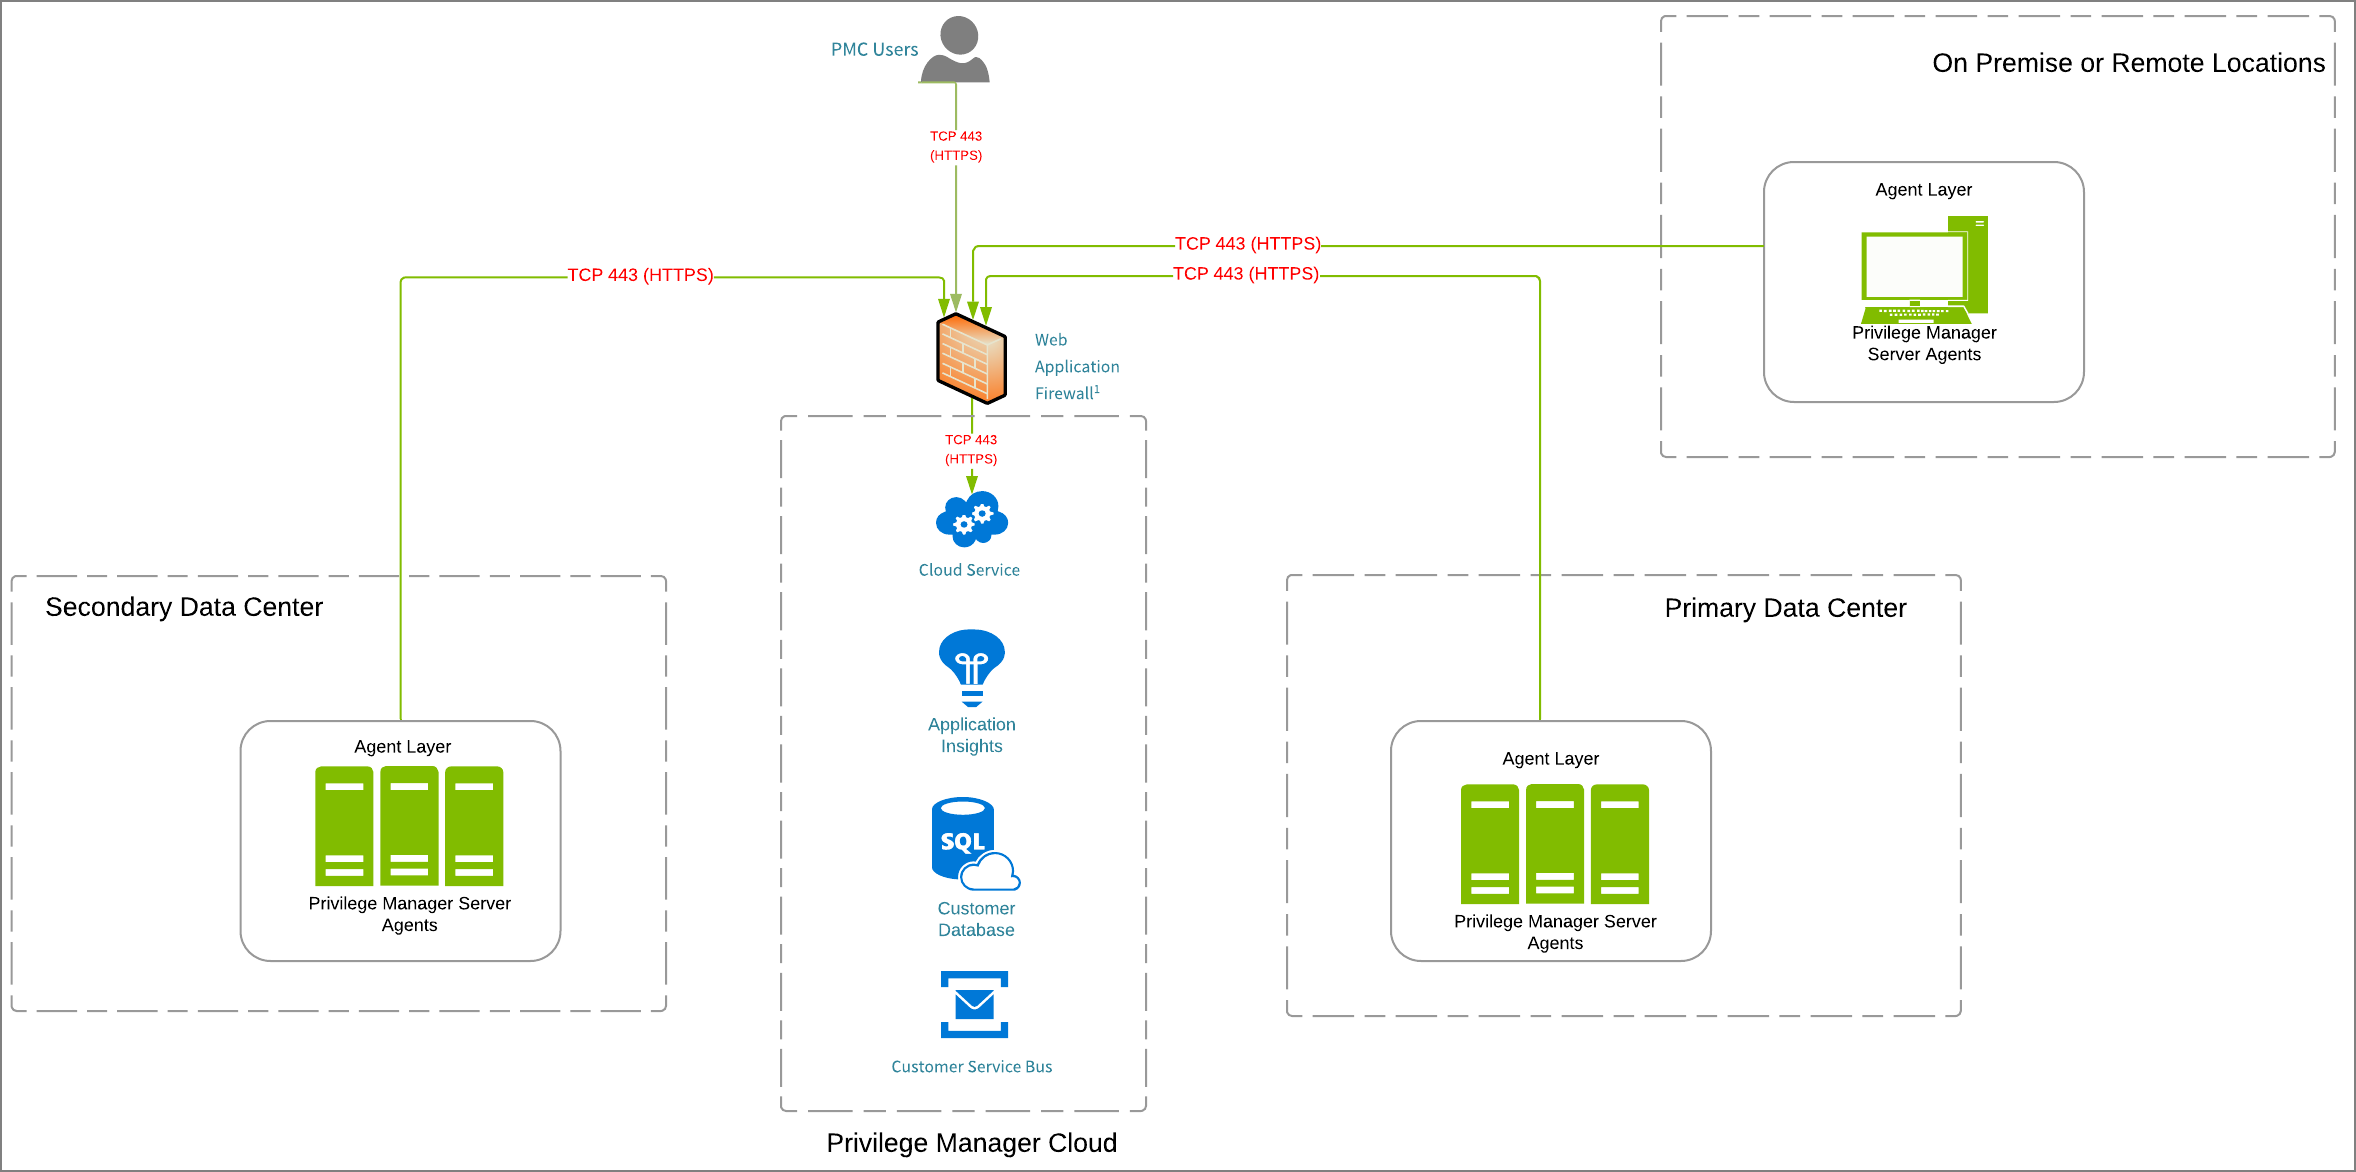 PMC Users
On Premise or Remote Locations
TCP 443
(HTTPS)
Agent Layer
Privilege Manager
Server Agents
TCP 443 (HTTPS)
TCP 443 (HTTPS)
TCP 443 (HTTPS)
Web
Application
Firewall¹
TCP 443
(HTTPS)
Cloud Service
Application
Insights
SQL
Customer
Database
Customer Service Bus
Privilege Manager Cloud
Secondary Data Center
Agent Layer
Privilege Manager Server
Agents
Primary Data Center
Agent Layer
Privilege Manager Server
Agents